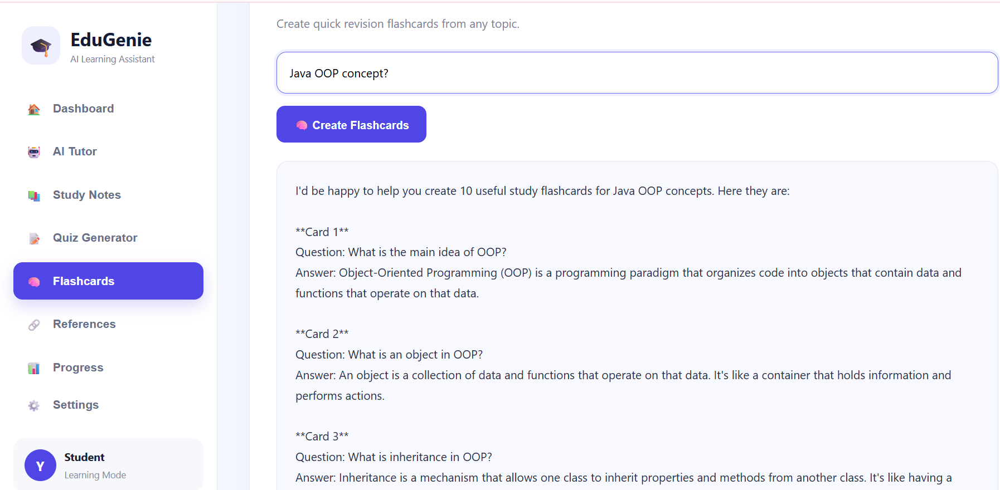 EduGenie
AI Learning Assistant
Dashboard
AI Tutor
Study Notes
Quiz Generator
Flashcards
References
Progress
Settings
Y
Student
Learning Mode
Create quick revision flashcards from any topic.
Java OOP concept?
Create Flashcards
I'd be happy to help you create 10 useful study flashcards for Java OOP concepts. Here they are:
**Card 1**
Question: What is the main idea of OOP?
Answer: Object-Oriented Programming (OOP) is a programming paradigm that organizes code into objects that contain data and
functions that operate on that data.
**Card 2**
Question: What is an object in OOP?
Answer: An object is a collection of data and functions that operate on that data. It's like a container that holds information and
performs actions.
**Card 3**
Question: What is inheritance in OOP?
Answer: Inheritance is a mechanism that allows one class to inherit properties and methods from another class. It's like having a